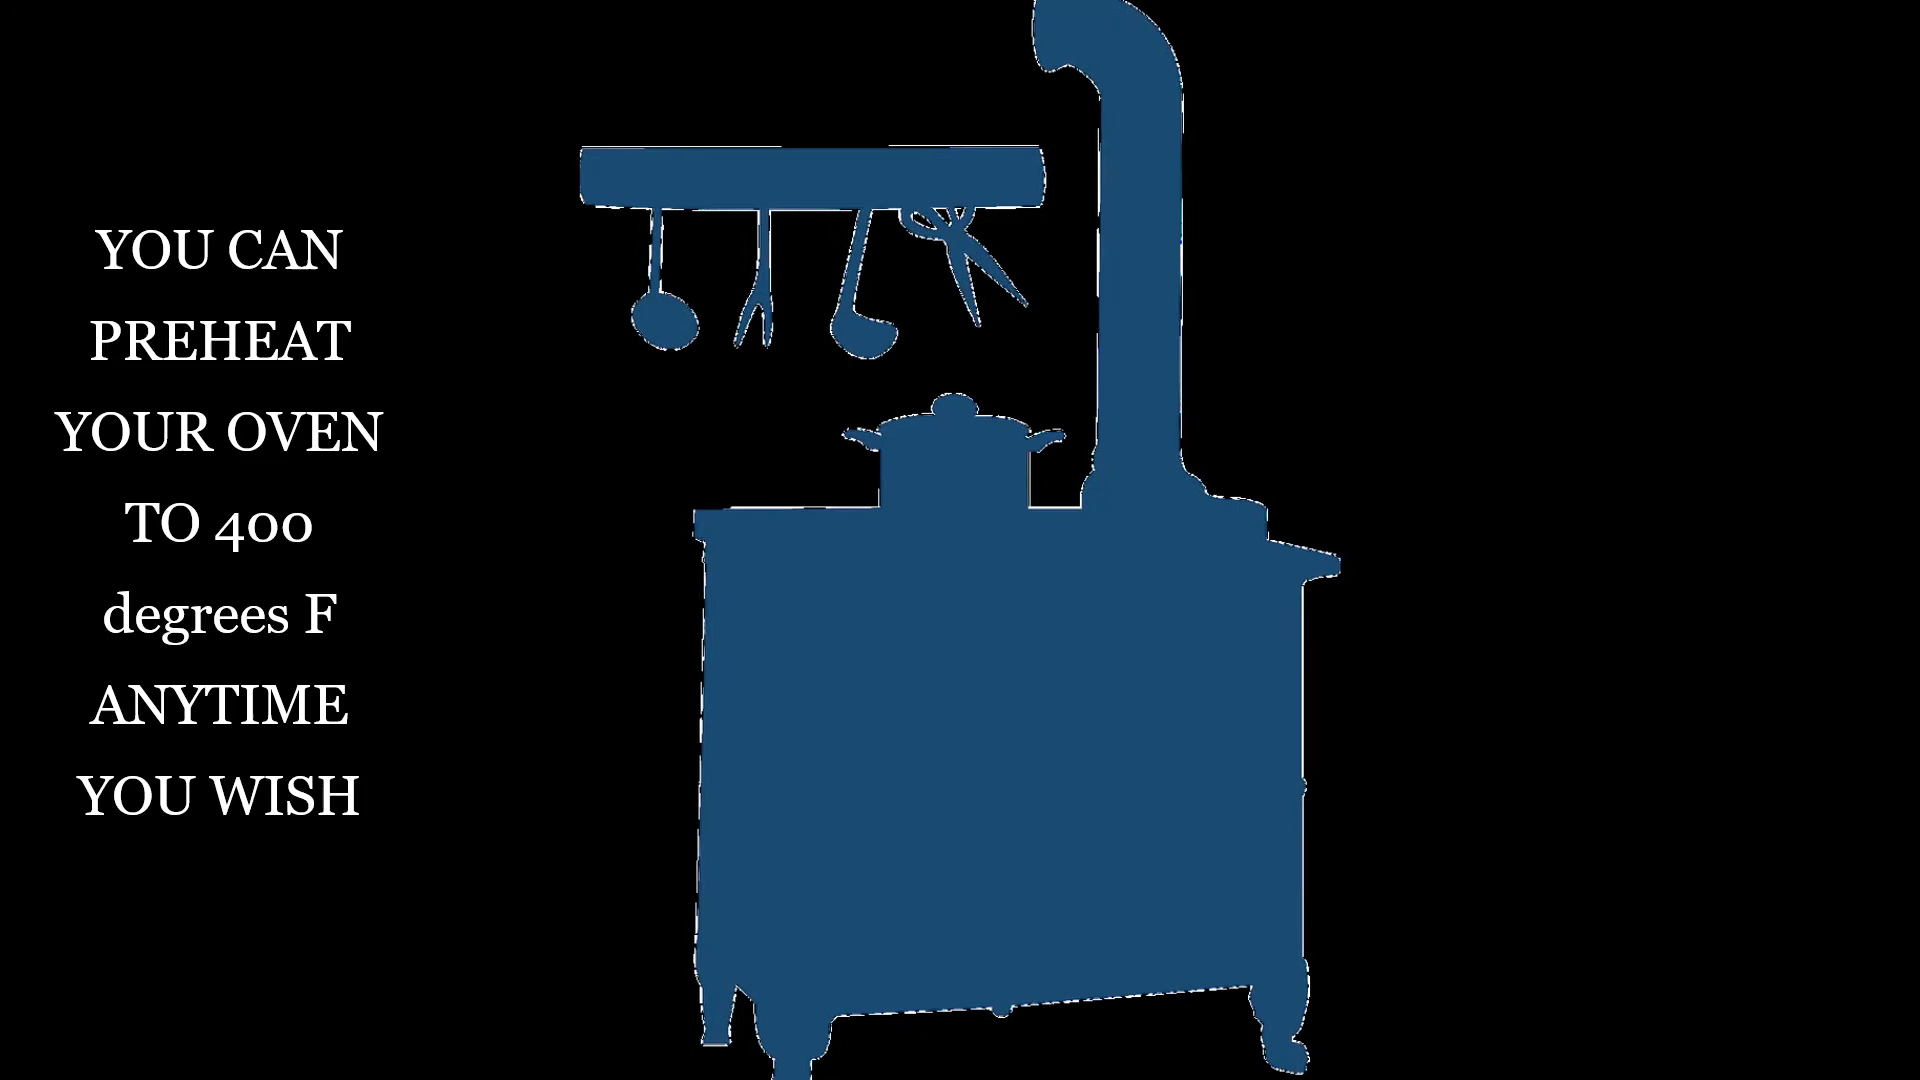 YOU CAN
PREHEAT
YOUR OVEN
TO 400
degrees F
ANYTIME
YOU WISH